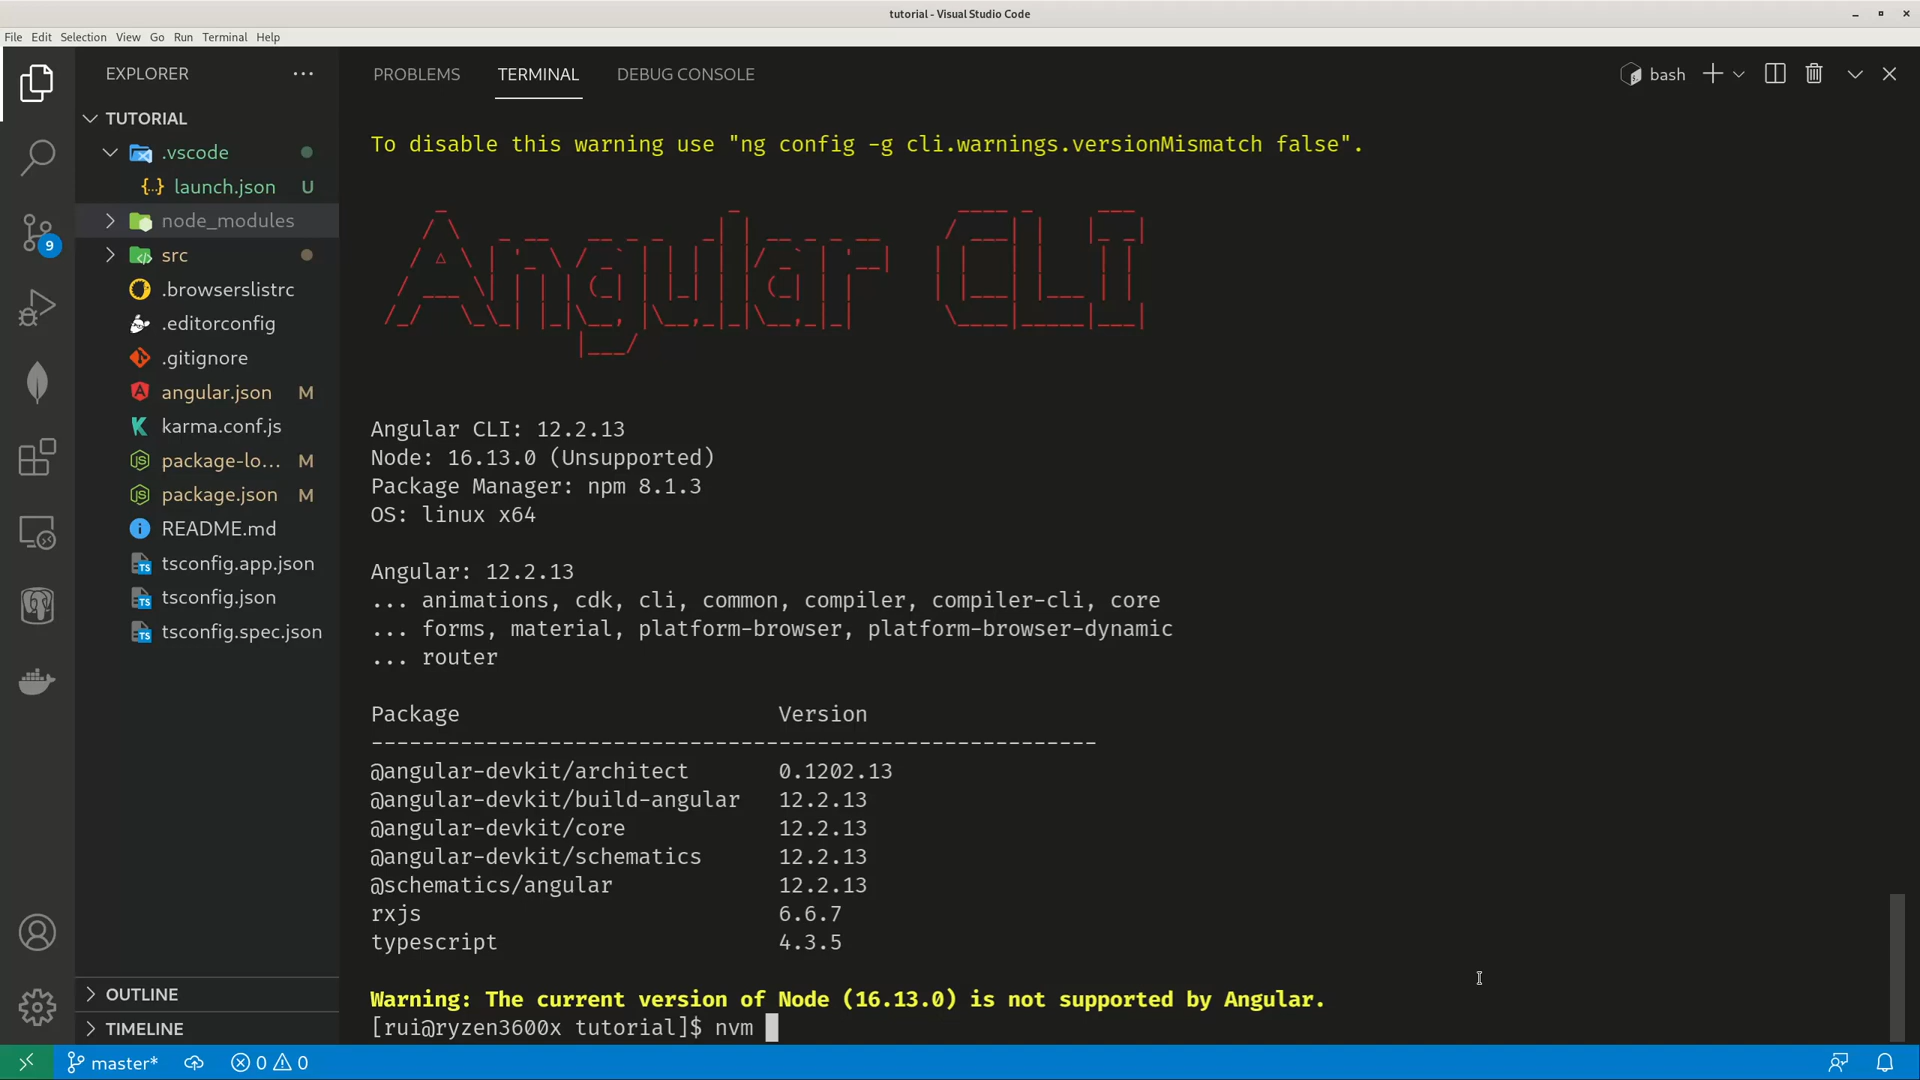 tutorial - Visual Studio Code
File Edit Selection View Go Run Terminal Help
EXPLORER
TUTORIAL
.vscode
launch.json U
node_modules
src
.browserslistrc
.editorconfig
.gitignore
angular.json M
karma.conf.js
package-lo... M
package.json M
README.md
tsconfig.app.json
tsconfig.json
tsconfig.spec.json
OUTLINE
TIMELINE
9
PROBLEMS TERMINAL DEBUG CONSOLE
bash
To disable this warning use "ng config -g cli.warnings.versionMismatch false".
Angular CLI
Angular CLI: 12.2.13
Node: 16.13.0 (Unsupported)
Package Manager: npm 8.1.3
OS: linux x64
Angular: 12.2.13
... animations, cdk, cli, common, compiler, compiler-cli, core
... forms, material, platform-browser, platform-browser-dynamic
... router
Package Version
---------------------------------------------------------
@angular-devkit/architect 0.1202.13
@angular-devkit/build-angular 12.2.13
@angular-devkit/core 12.2.13
@angular-devkit/schematics 12.2.13
@schematics/angular 12.2.13
rxjs 6.6.7
typescript 4.3.5
Warning: The current version of Node (16.13.0) is not supported by Angular.
[rui@ryzen3600x tutorial]$ nvm
master* 0 0